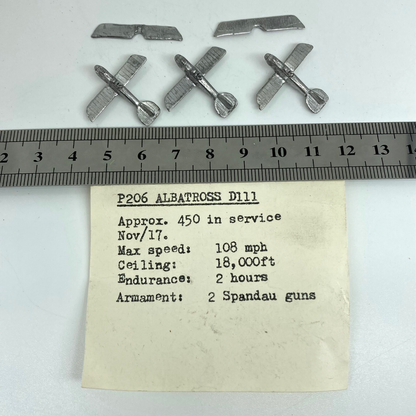 2 3 4 5 6 7 8 9 10 11 12 13 14
P206 ALBATROSS D111
Approx. 450 in service
Nov/17.
Max speed: 108 mph
Ceiling: 18,000ft
Endurance: 2 hours
Armament: 2 Spandau guns